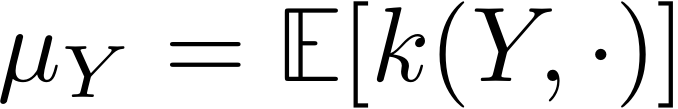 μ_Y = 𝔼[k(Y, ·)]